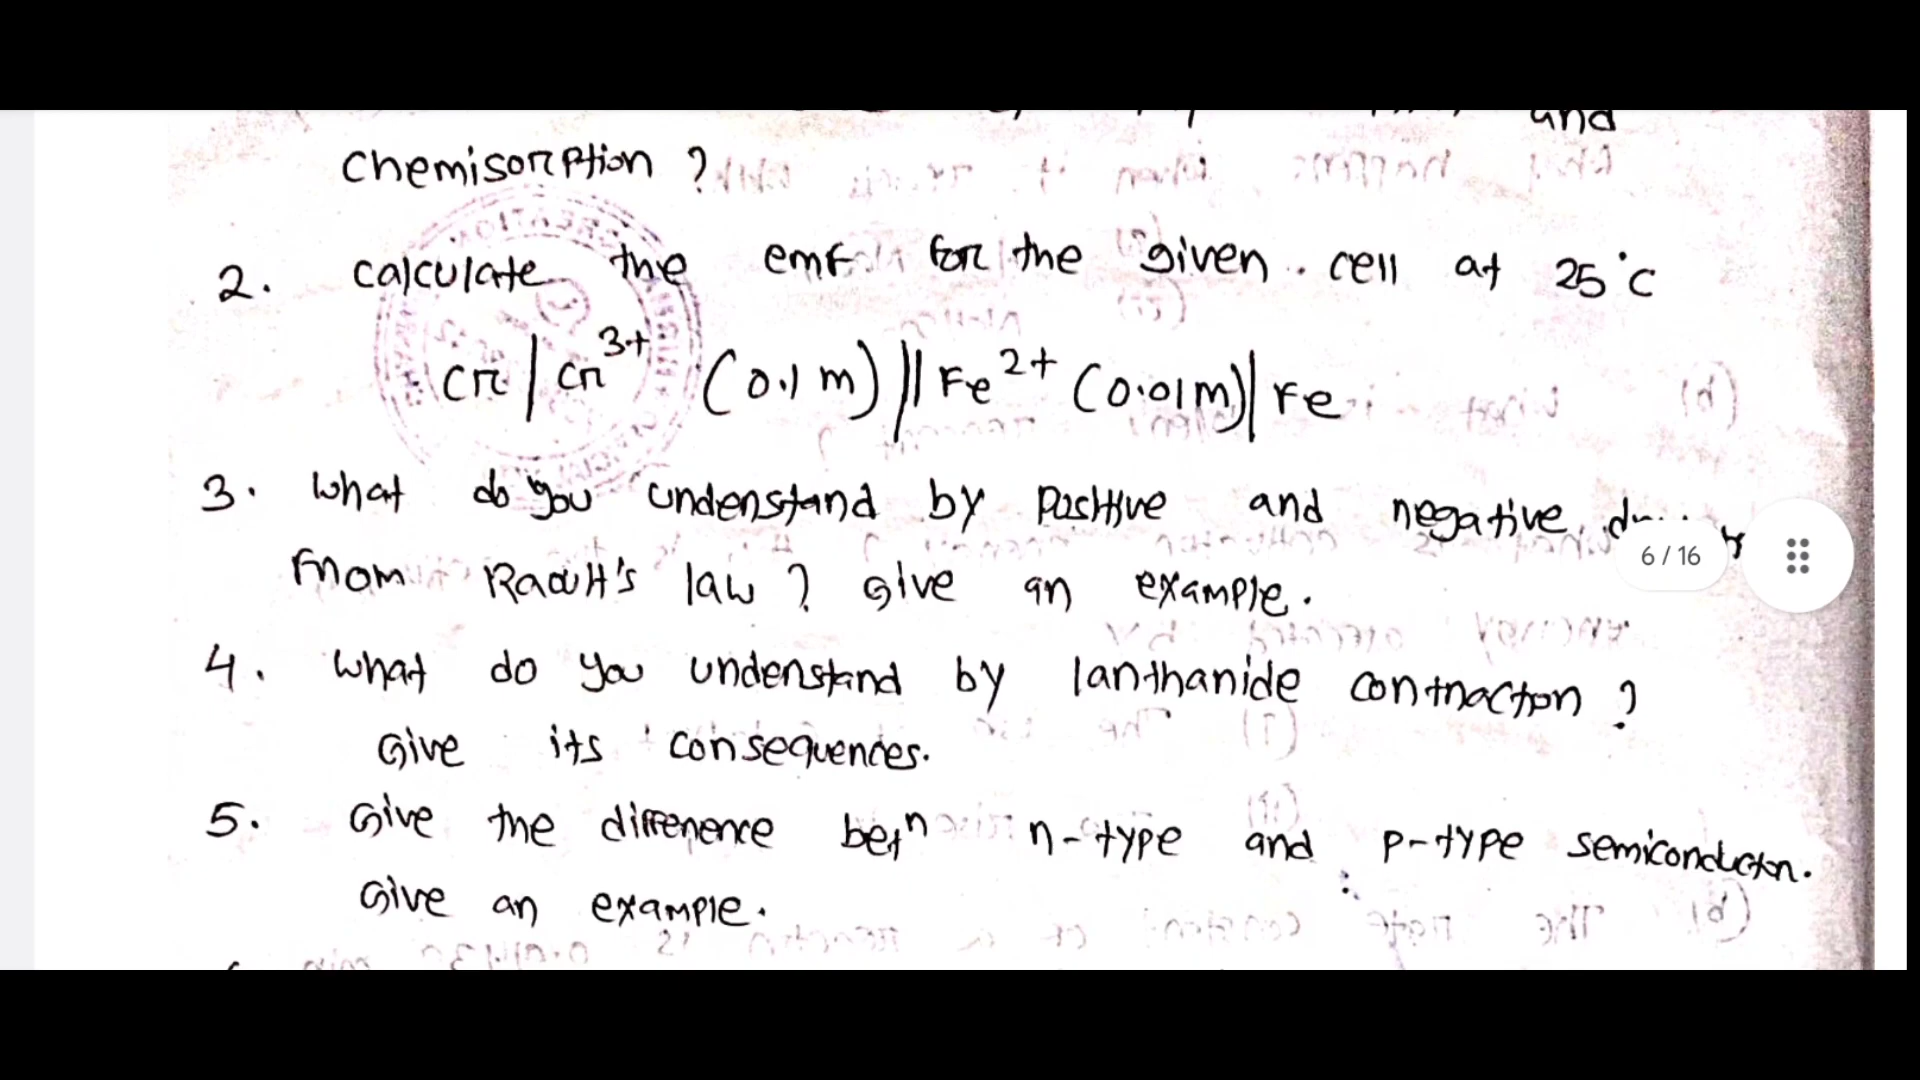 and
chemisorption ?
2. calculate the emf for the given cell at 25°C
Cr | Cr³⁺ (0.1 m) || Fe²⁺ (0.01m) | Fe
3. What do you understand by Positive and negative
6 / 16
from Raoult's law ? Give an example.
4. What do you understand by lanthanide contraction ?
Give its consequences.
5. Give the difference betⁿ n-type and p-type semiconductor.
Give an example.